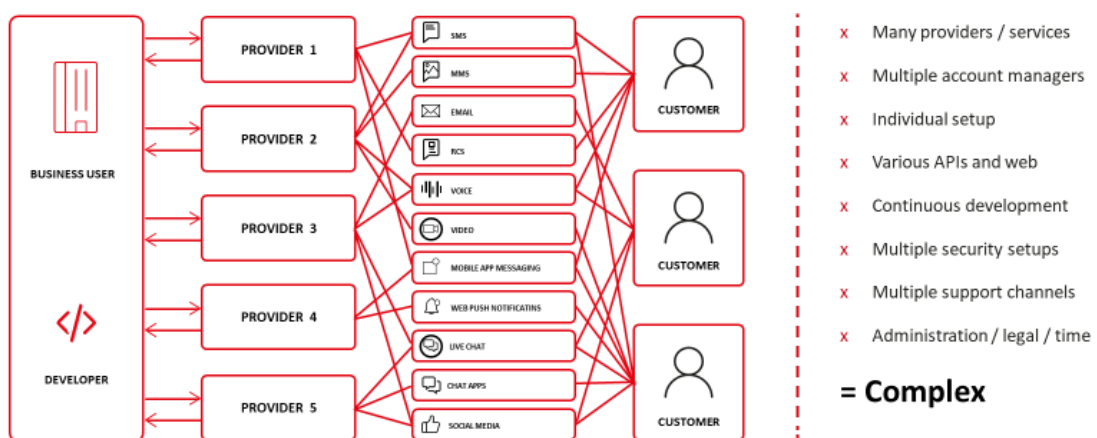 BUSINESS USER
</>
DEVELOPER
PROVIDER 1
PROVIDER 2
PROVIDER 3
PROVIDER 4
PROVIDER 5
SMS
MMS
EMAIL
RCS
VOICE
VIDEO
MOBILE APP MESSAGING
WEB PUSH NOTIFICATINS
LIVE CHAT
CHAT APPS
SOCIAL MEDIA
CUSTOMER
CUSTOMER
CUSTOMER
x Many providers / services
x Multiple account managers
x Individual setup
x Various APIs and web
x Continuous development
x Multiple security setups
x Multiple support channels
x Administration / legal / time
= Complex